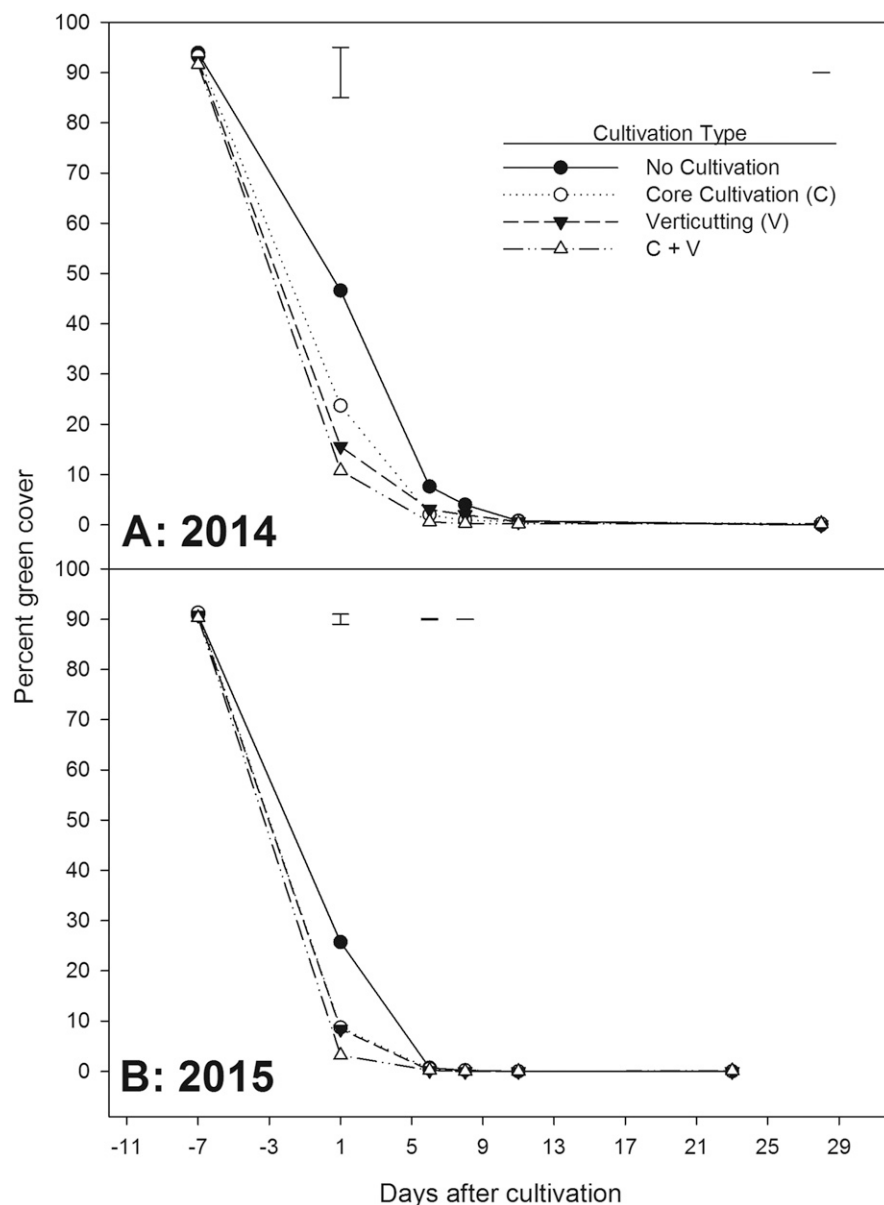 100
90
80
70
60
50
40
30
20
10
0
Cultivation Type
No Cultivation
Core Cultivation (C)
Verticutting (V)
C + V
A: 2014
Percent green cover
100
90
80
70
60
50
40
30
20
10
0
B: 2015
-11 -7 -3 1 5 9 13 17 21 25 29
Days after cultivation